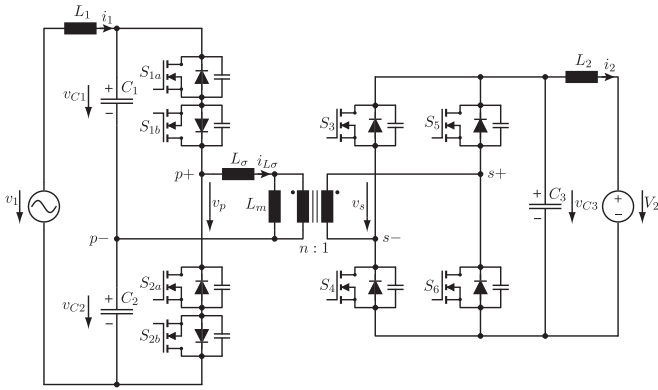 L1 i1
S1a
vC1 + C1 −
S1b
p+ Lσ iLσ
v1 vp Lm vs
p− n : 1 s−
S2a
vC2 + C2 −
S2b
S3 S5
L2 i2
s+
+ C3 − vC3 + − V2
S4 S6